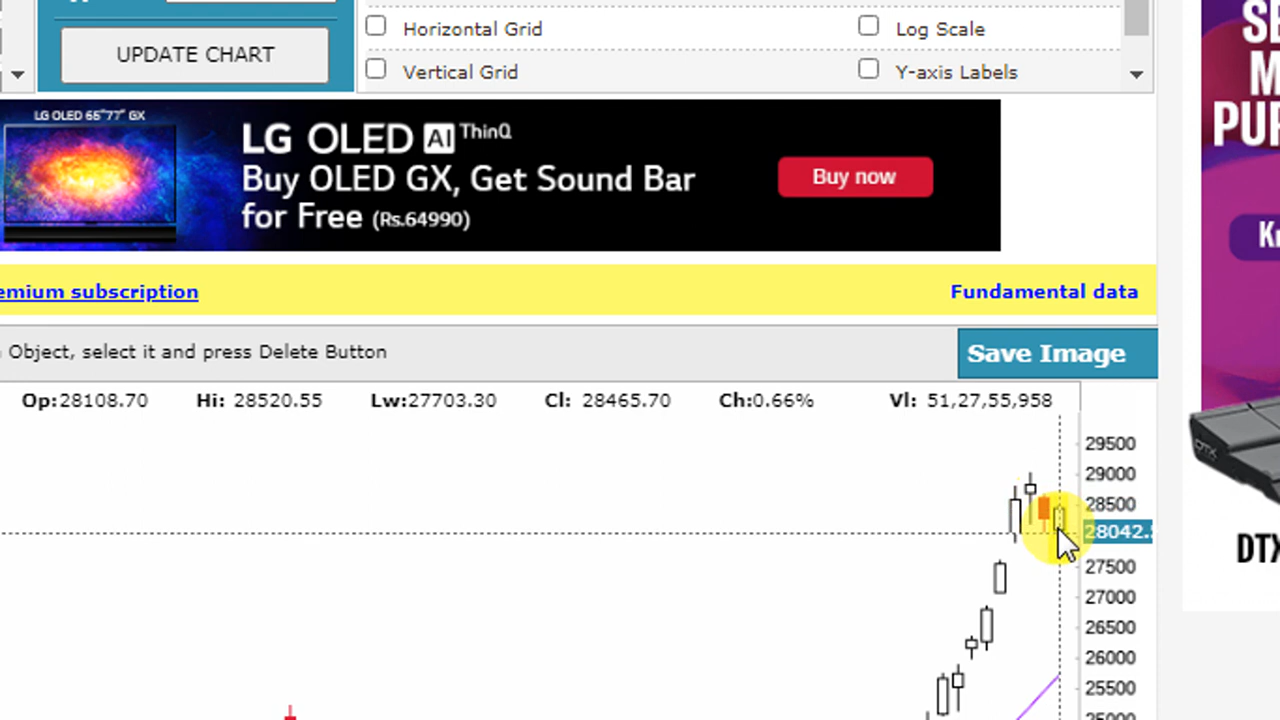 UPDATE CHART
Horizontal Grid
Log Scale
Vertical Grid
Y-axis Labels
LG OLED 65"77" GX
LG OLED AI ThinQ
Buy OLED GX, Get Sound Bar
for Free (Rs.64990)
Buy now
emium subscription
Fundamental data
Object, select it and press Delete Button
Save Image
Op:28108.70 Hi: 28520.55 Lw:27703.30 Cl: 28465.70 Ch:0.66% Vl: 51,27,55,958
29500
29000
28500
28042.
27500
27000
26500
26000
25500
25000
SE
M
PUR
Kn
DTX
DTX